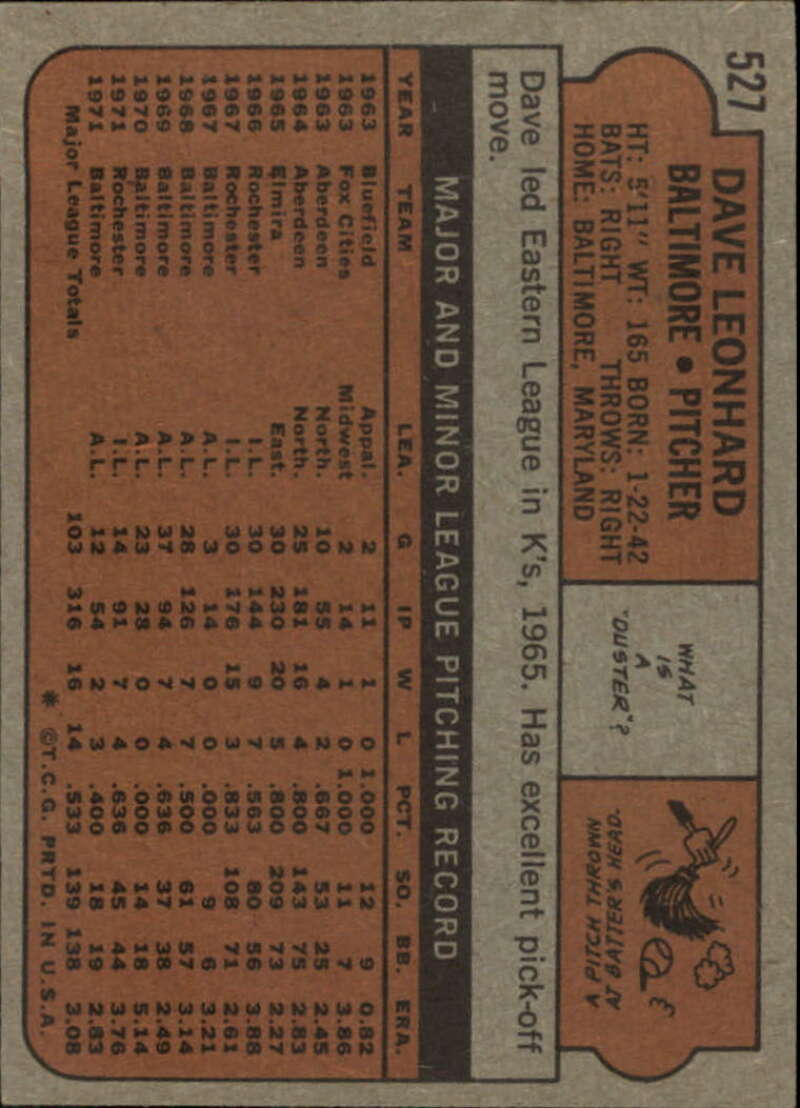 527
DAVE LEONHARD
BALTIMORE • PITCHER
HT: 5'11" WT: 165 BORN: 1-22-42
BATS: RIGHT THROWS: RIGHT
HOME: BALTIMORE, MARYLAND
WHAT
IS
A
"DUSTER"?
A PITCH THROWN
AT BATTER'S HEAD.
Dave led Eastern League in K's, 1965. Has excellent pick-off
move.
MAJOR AND MINOR LEAGUE PITCHING RECORD
YEAR TEAM LEA. G IP W L PCT. SO. BB. ERA.
1963 Bluefield Appal. 2 11 1 0 1.000 12 9 0.82
1963 Fox Cities Midwest 2 14 1 0 1.000 11 7 3.86
1963 Aberdeen North. 10 55 4 2 .667 53 25 2.45
1964 Aberdeen North. 25 181 16 4 .800 143 75 2.83
1965 Elmira East. 30 230 20 5 .800 209 73 2.27
1966 Rochester I.L. 30 144 9 7 .563 80 56 3.88
1967 Rochester I.L. 30 176 15 3 .833 108 71 2.61
1967 Baltimore A.L. 3 14 0 0 .000 9 6 3.21
1968 Baltimore A.L. 28 126 7 7 .500 61 57 3.14
1969 Baltimore A.L. 37 94 7 4 .636 37 38 2.49
1970 Baltimore A.L. 23 28 0 0 .000 14 18 5.14
1971 Rochester I.L. 14 91 7 4 .636 45 44 3.76
1971 Baltimore A.L. 12 54 2 3 .400 18 19 2.83
Major League Totals 103 316 16 14 .533 139 138 3.08
* ©T.C.G. PRTD. IN U.S.A.